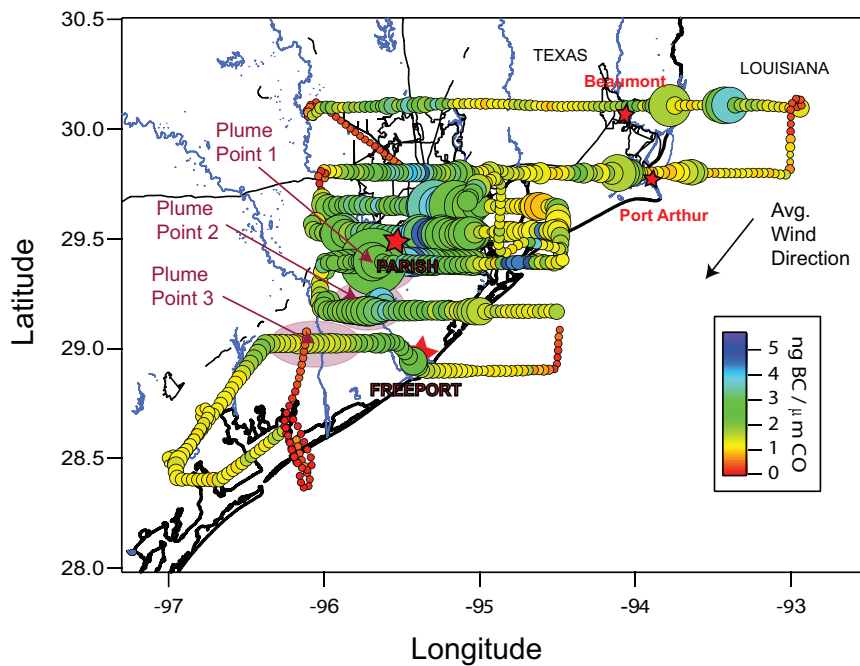 30.5
30.0
29.5
29.0
28.5
28.0
Latitude
TEXAS
LOUISIANA
Beaumont
Port Arthur
Plume
Point 1
Plume
Point 2
Plume
Point 3
PARISH
FREEPORT
Avg.
Wind
Direction
5
4
3
2
1
0
ng BC / μm CO
-97
-96
-95
-94
-93
Longitude